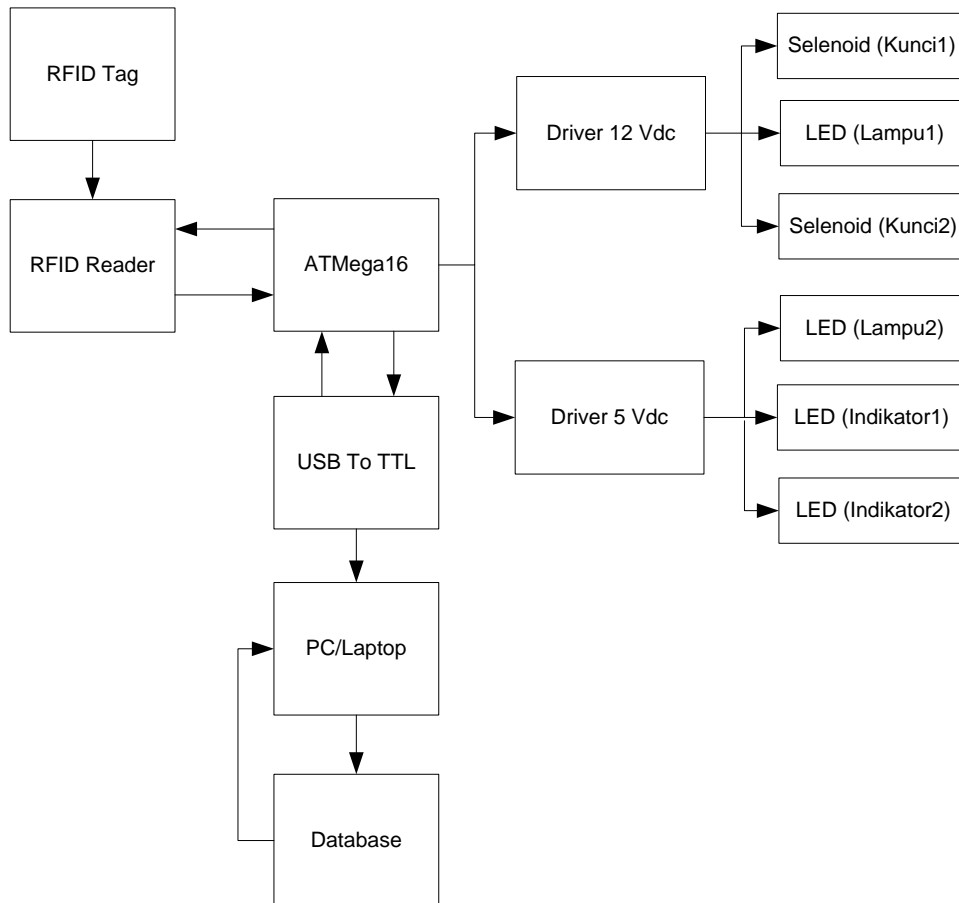 RFID Tag
RFID Reader
ATMega16
USB To TTL
PC/Laptop
Database
Driver 12 Vdc
Driver 5 Vdc
Selenoid (Kunci1)
LED (Lampu1)
Selenoid (Kunci2)
LED (Lampu2)
LED (Indikator1)
LED (Indikator2)